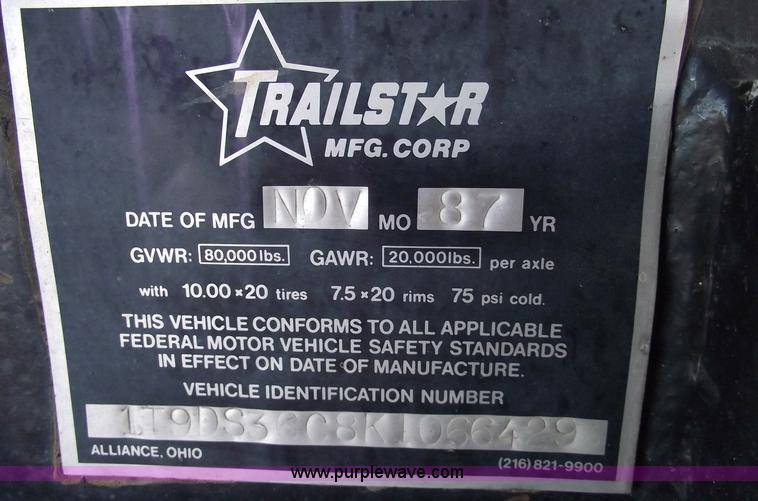 TRAILSTAR
MFG. CORP
DATE OF MFG NOV MO 87 YR
GVWR: 80,000 lbs. GAWR: 20,000 lbs. per axle
with 10.00 × 20 tires 7.5 × 20 rims 75 psi cold.
THIS VEHICLE CONFORMS TO ALL APPLICABLE
FEDERAL MOTOR VEHICLE SAFETY STANDARDS
IN EFFECT ON DATE OF MANUFACTURE.
VEHICLE IDENTIFICATION NUMBER
1T9DS36C8K1066429
ALLIANCE, OHIO (216) 821-9900
www.purplewave.com